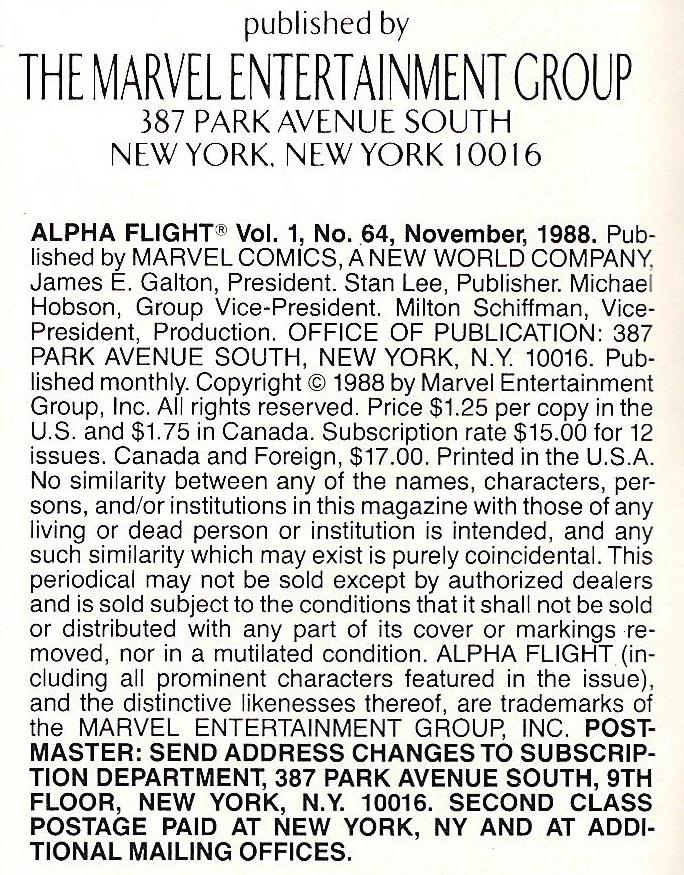 published by
THE MARVEL ENTERTAINMENT GROUP
387 PARK AVENUE SOUTH
NEW YORK, NEW YORK 10016
ALPHA FLIGHT® Vol. 1, No. 64, November, 1988. Pub-
lished by MARVEL COMICS, A NEW WORLD COMPANY,
James E. Galton, President. Stan Lee, Publisher. Michael
Hobson, Group Vice-President. Milton Schiffman, Vice-
President, Production. OFFICE OF PUBLICATION: 387
PARK AVENUE SOUTH, NEW YORK, N.Y. 10016. Pub-
lished monthly. Copyright © 1988 by Marvel Entertainment
Group, Inc. All rights reserved. Price $1.25 per copy in the
U.S. and $1.75 in Canada. Subscription rate $15.00 for 12
issues. Canada and Foreign, $17.00. Printed in the U.S.A.
No similarity between any of the names, characters, per-
sons, and/or institutions in this magazine with those of any
living or dead person or institution is intended, and any
such similarity which may exist is purely coincidental. This
periodical may not be sold except by authorized dealers
and is sold subject to the conditions that it shall not be sold
or distributed with any part of its cover or markings re-
moved, nor in a mutilated condition. ALPHA FLIGHT (in-
cluding all prominent characters featured in the issue),
and the distinctive likenesses thereof, are trademarks of
the MARVEL ENTERTAINMENT GROUP, INC. POST-
MASTER: SEND ADDRESS CHANGES TO SUBSCRIP-
TION DEPARTMENT, 387 PARK AVENUE SOUTH, 9TH
FLOOR, NEW YORK, N.Y. 10016. SECOND CLASS
POSTAGE PAID AT NEW YORK, NY AND AT ADDI-
TIONAL MAILING OFFICES.